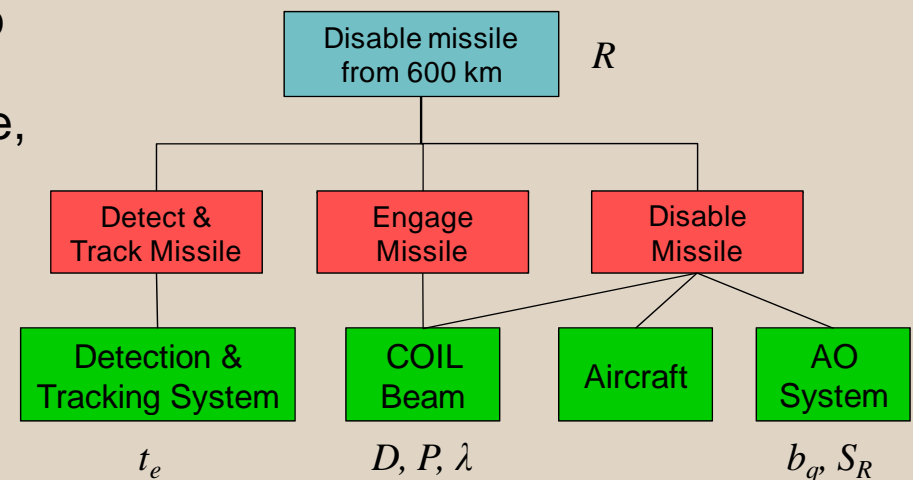 Disable missile
from 600 km
R
e,
Detect &
Track Missile
Engage
Missile
Disable
Missile
Detection &
Tracking System
COIL
Beam
Aircraft
AO
System
t_e
D, P, λ
b_q, S_R